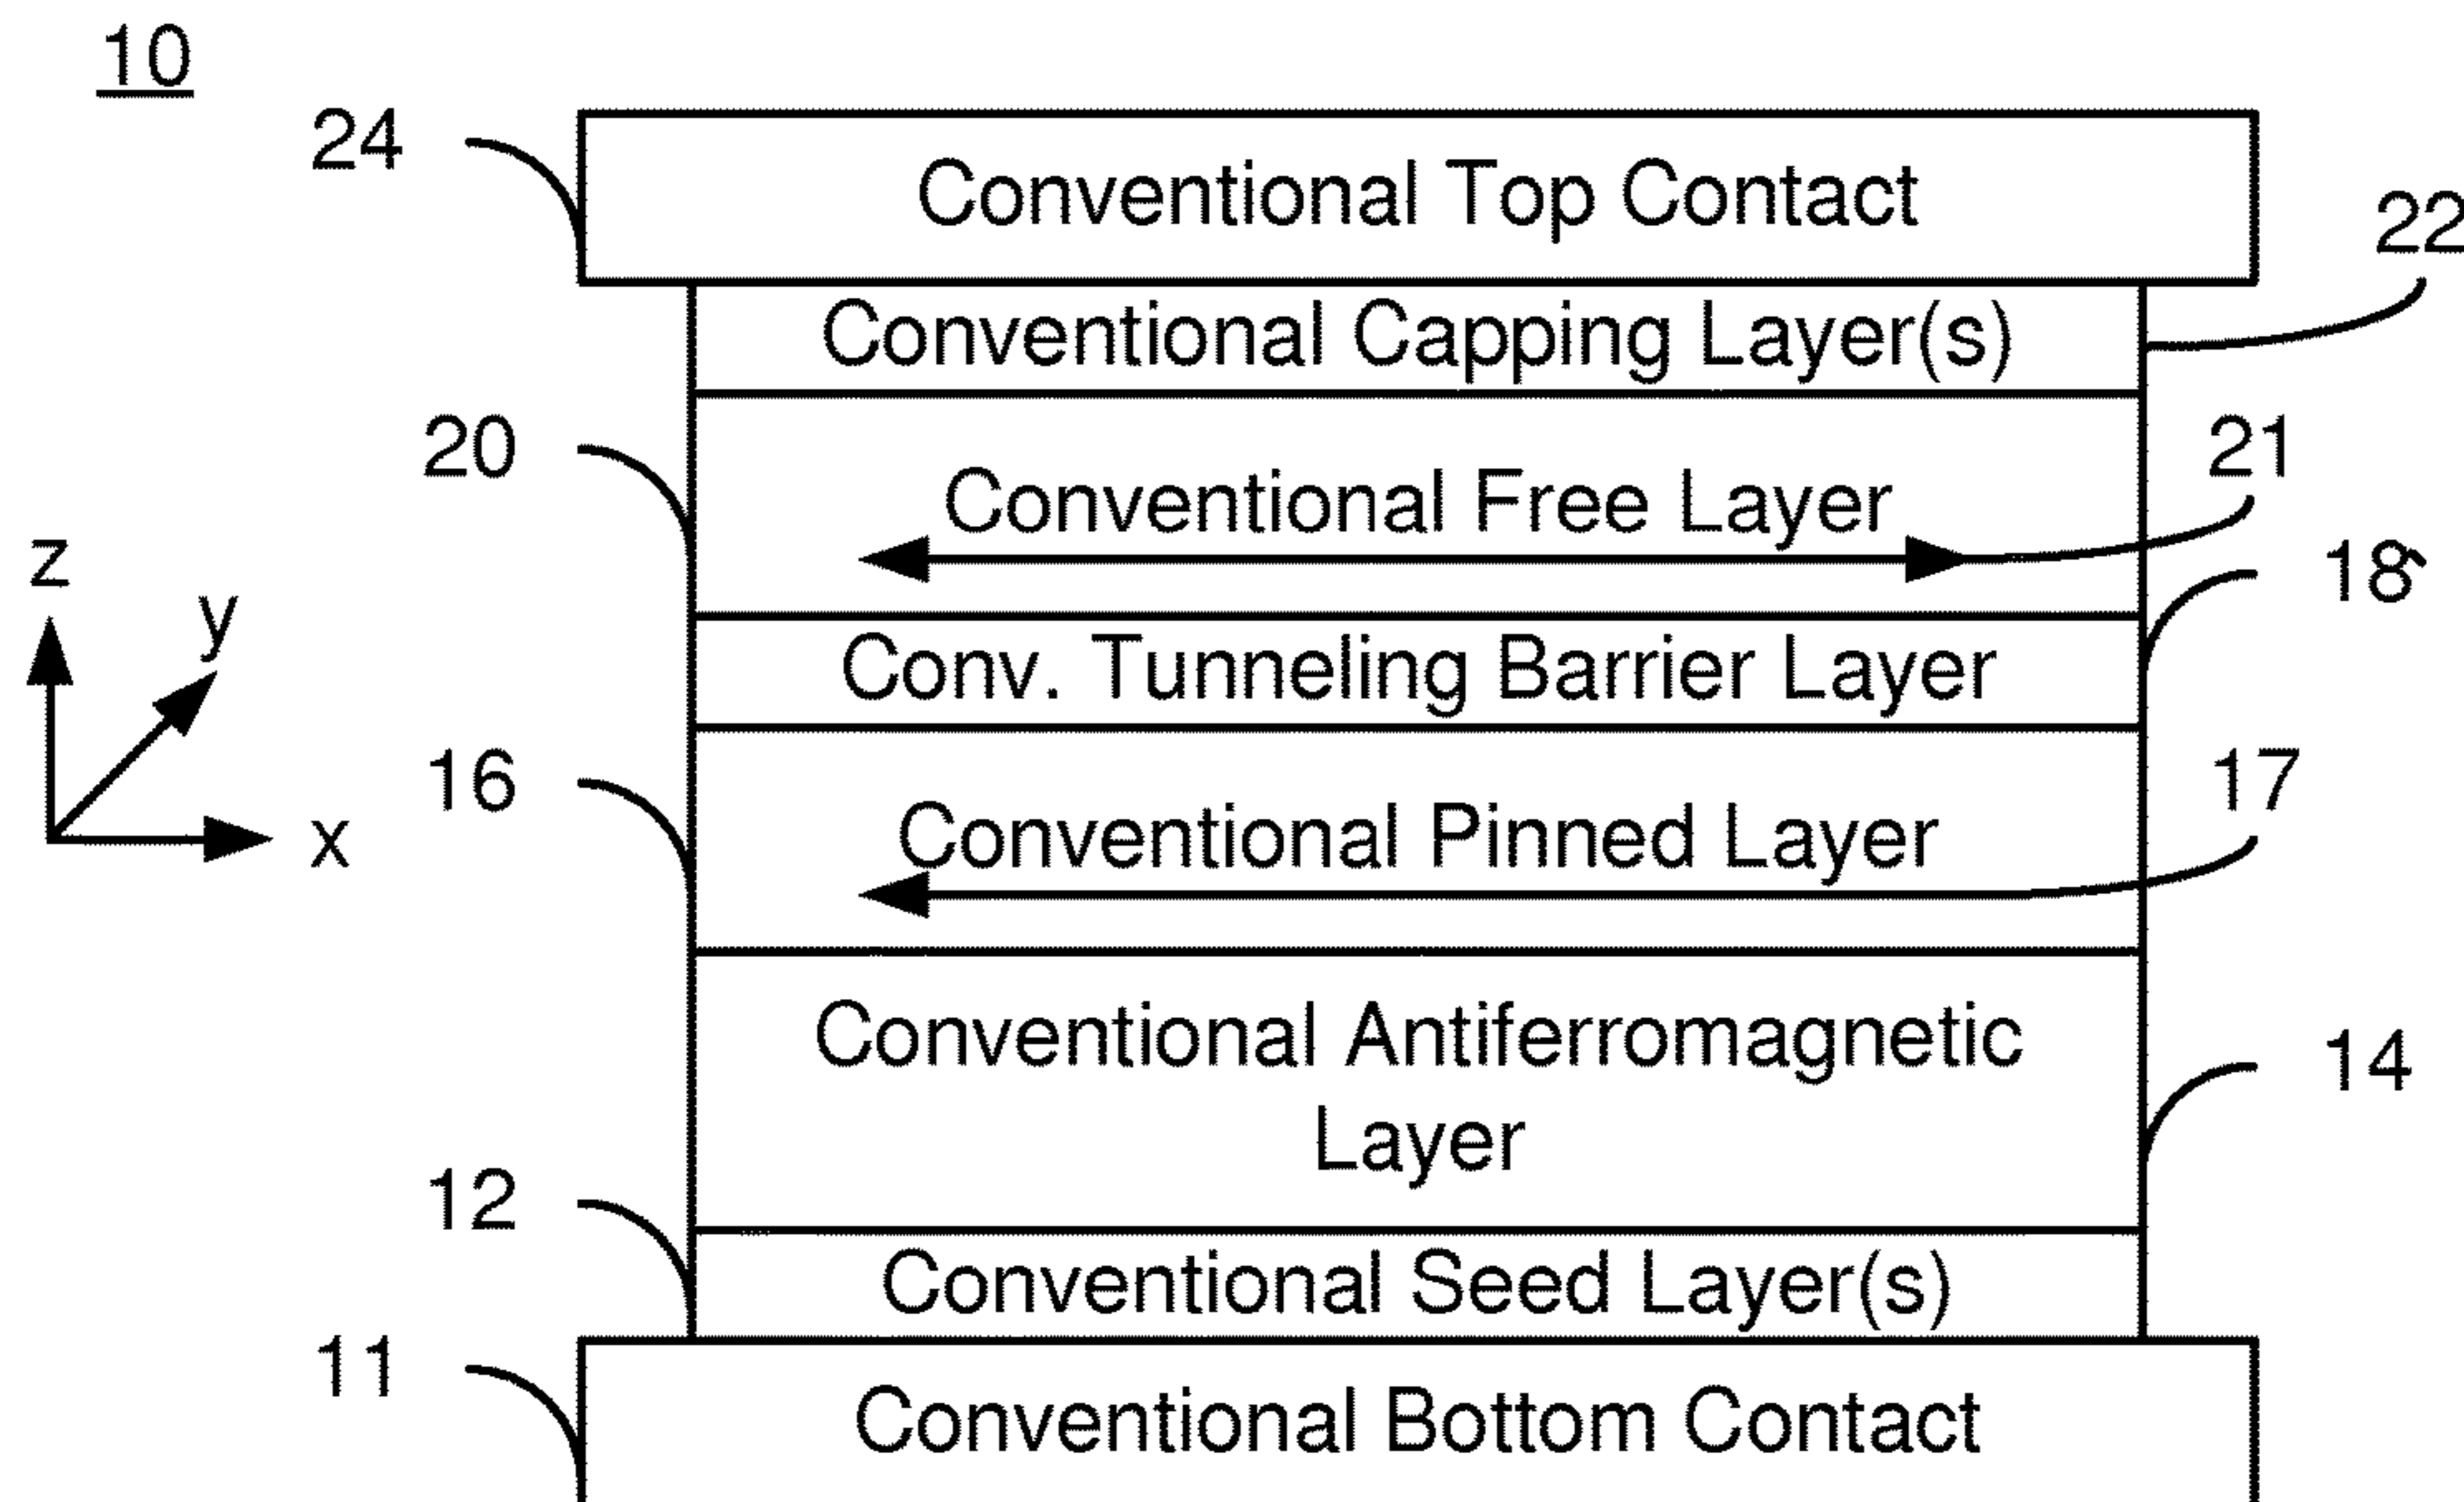 10
24
Conventional Top Contact
22
Conventional Capping Layer(s)
20
21
Conventional Free Layer
z
18
y
Conv. Tunneling Barrier Layer
16
17
x
Conventional Pinned Layer
Conventional Antiferromagnetic
Layer
14
12
Conventional Seed Layer(s)
11
Conventional Bottom Contact